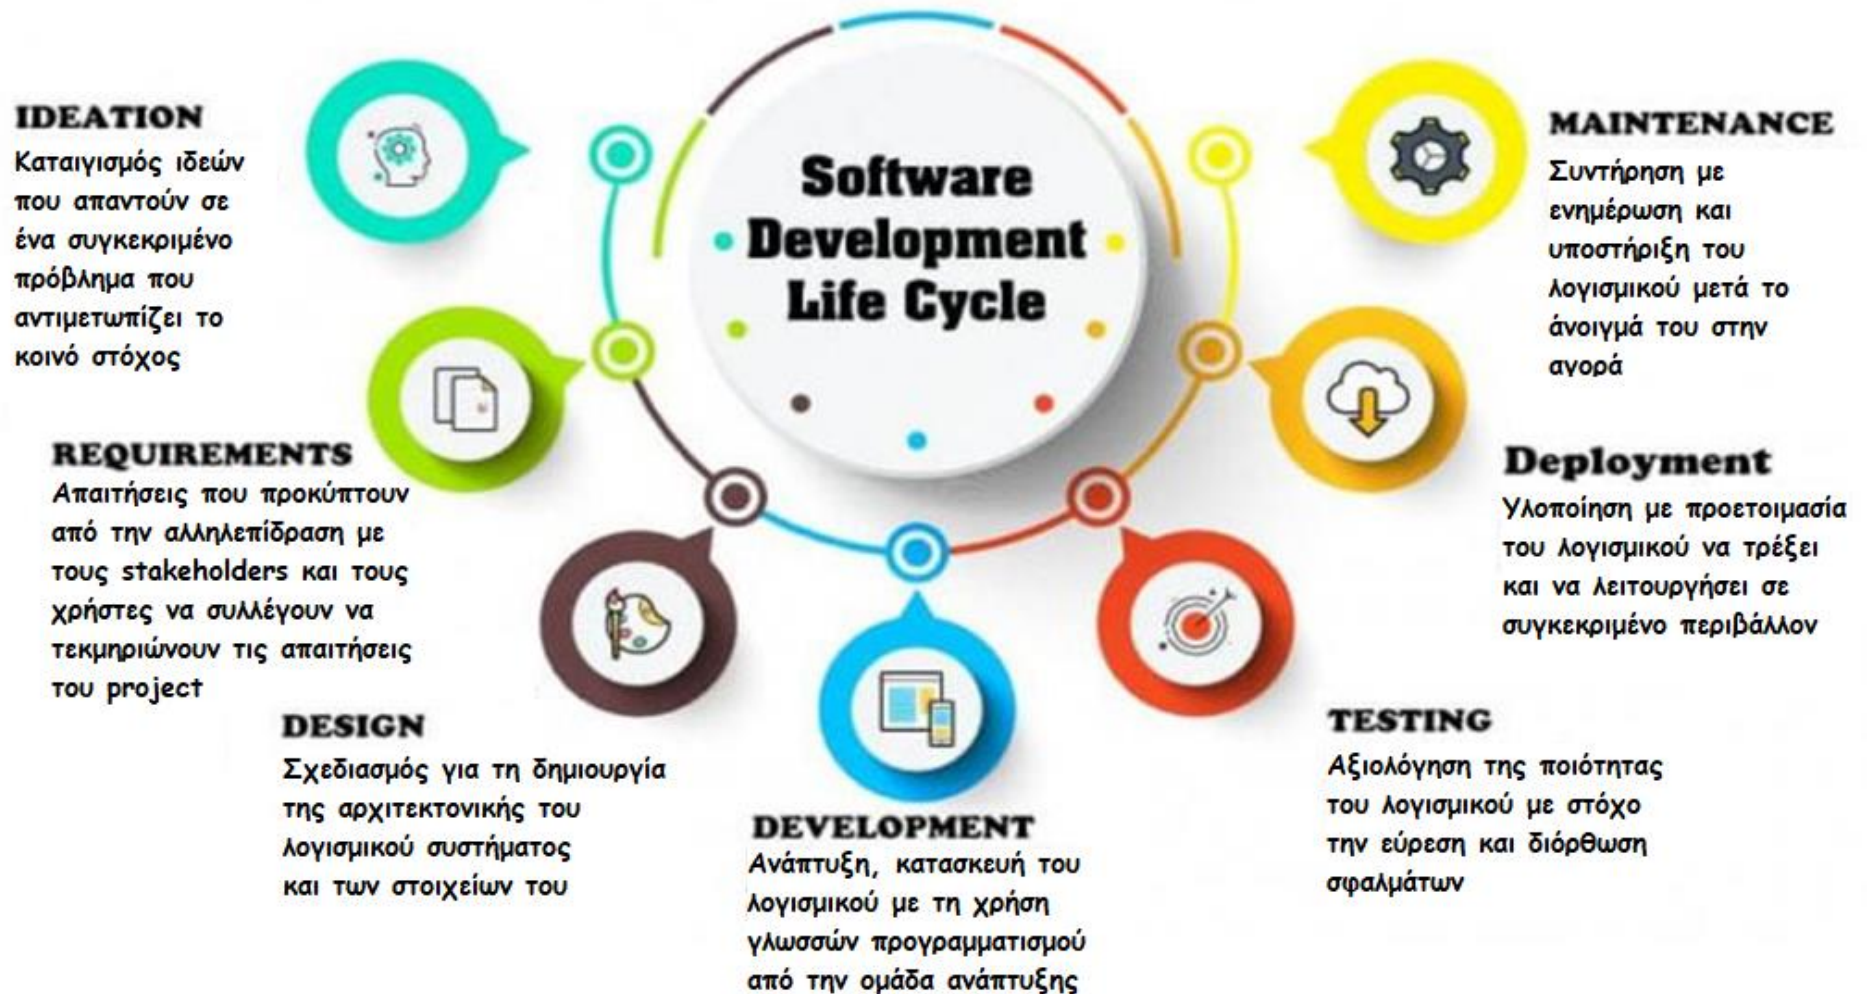 Software
Development
Life Cycle
IDEATION
Καταιγισμός ιδεών
που απαντούν σε
ένα συγκεκριμένο
πρόβλημα που
αντιμετωπίζει το
κοινό στόχος
REQUIREMENTS
Απαιτήσεις που προκύπτουν
από την αλληλεπίδραση με
τους stakeholders και τους
χρήστες να συλλέγουν να
τεκμηριώνουν τις απαιτήσεις
του project
DESIGN
Σχεδιασμός για τη δημιουργία
της αρχιτεκτονικής του
λογισμικού συστήματος
και των στοιχείων του
DEVELOPMENT
Ανάπτυξη, κατασκευή του
λογισμικού με τη χρήση
γλωσσών προγραμματισμού
από την ομάδα ανάπτυξης
TESTING
Αξιολόγηση της ποιότητας
του λογισμικού με στόχο
την εύρεση και διόρθωση
σφαλμάτων
Deployment
Υλοποίηση με προετοιμασία
του λογισμικού να τρέξει
και να λειτουργήσει σε
συγκεκριμένο περιβάλλον
MAINTENANCE
Συντήρηση με
ενημέρωση και
υποστήριξη του
λογισμικού μετά το
άνοιγμά του στην
αγορά